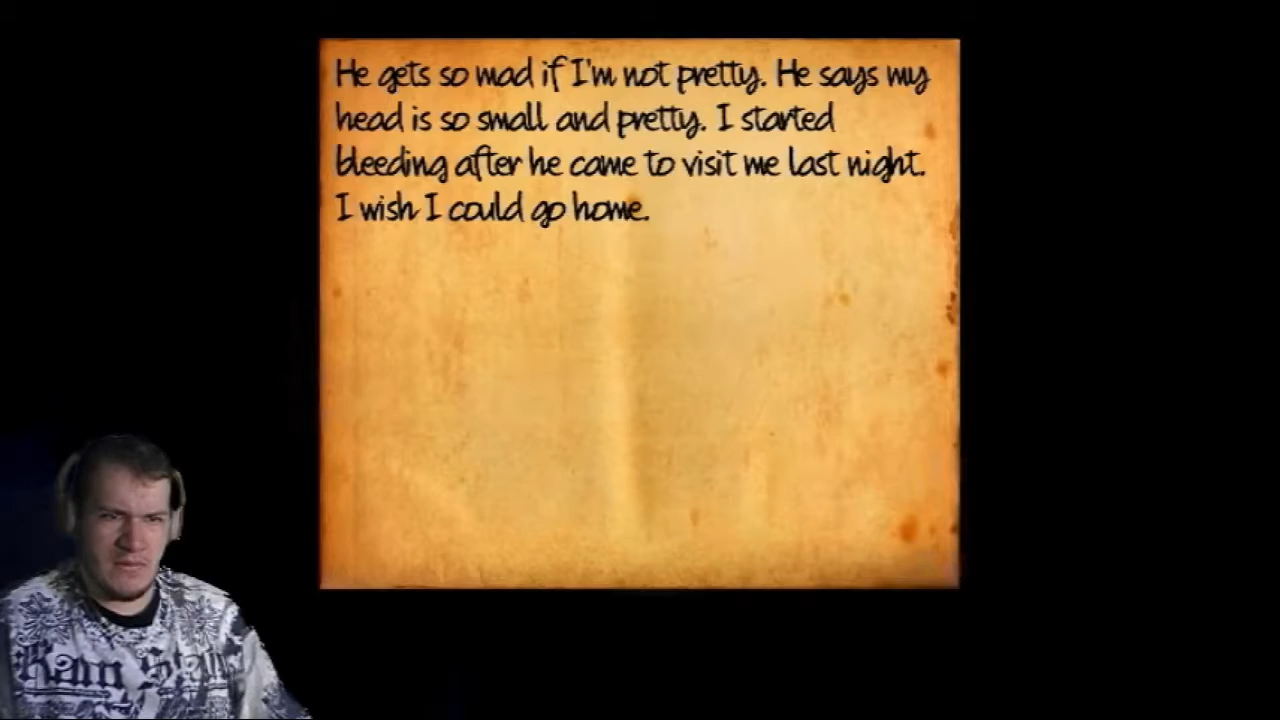 He gets so mad if I'm not pretty. He says my
head is so small and pretty. I started
bleeding after he came to visit me last night.
I wish I could go home.